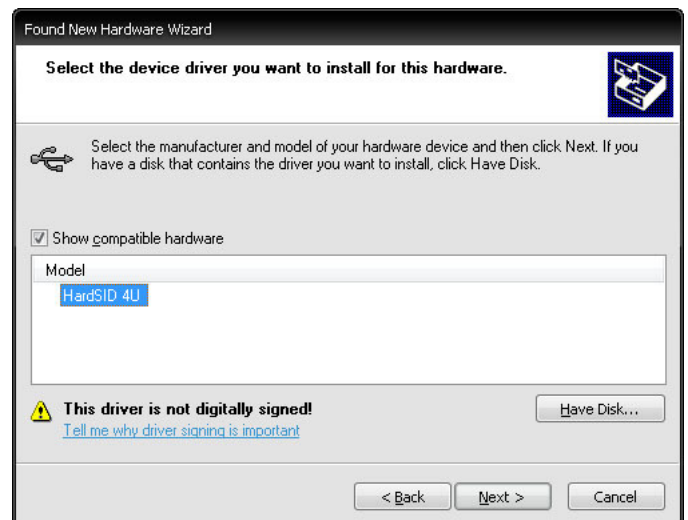 Found New Hardware Wizard
Select the device driver you want to install for this hardware.
Select the manufacturer and model of your hardware device and then click Next. If you
have a disk that contains the driver you want to install, click Have Disk.
Show compatible hardware
Model
HardSID 4U
This driver is not digitally signed!
Have Disk...
Tell me why driver signing is important
< Back
Next >
Cancel